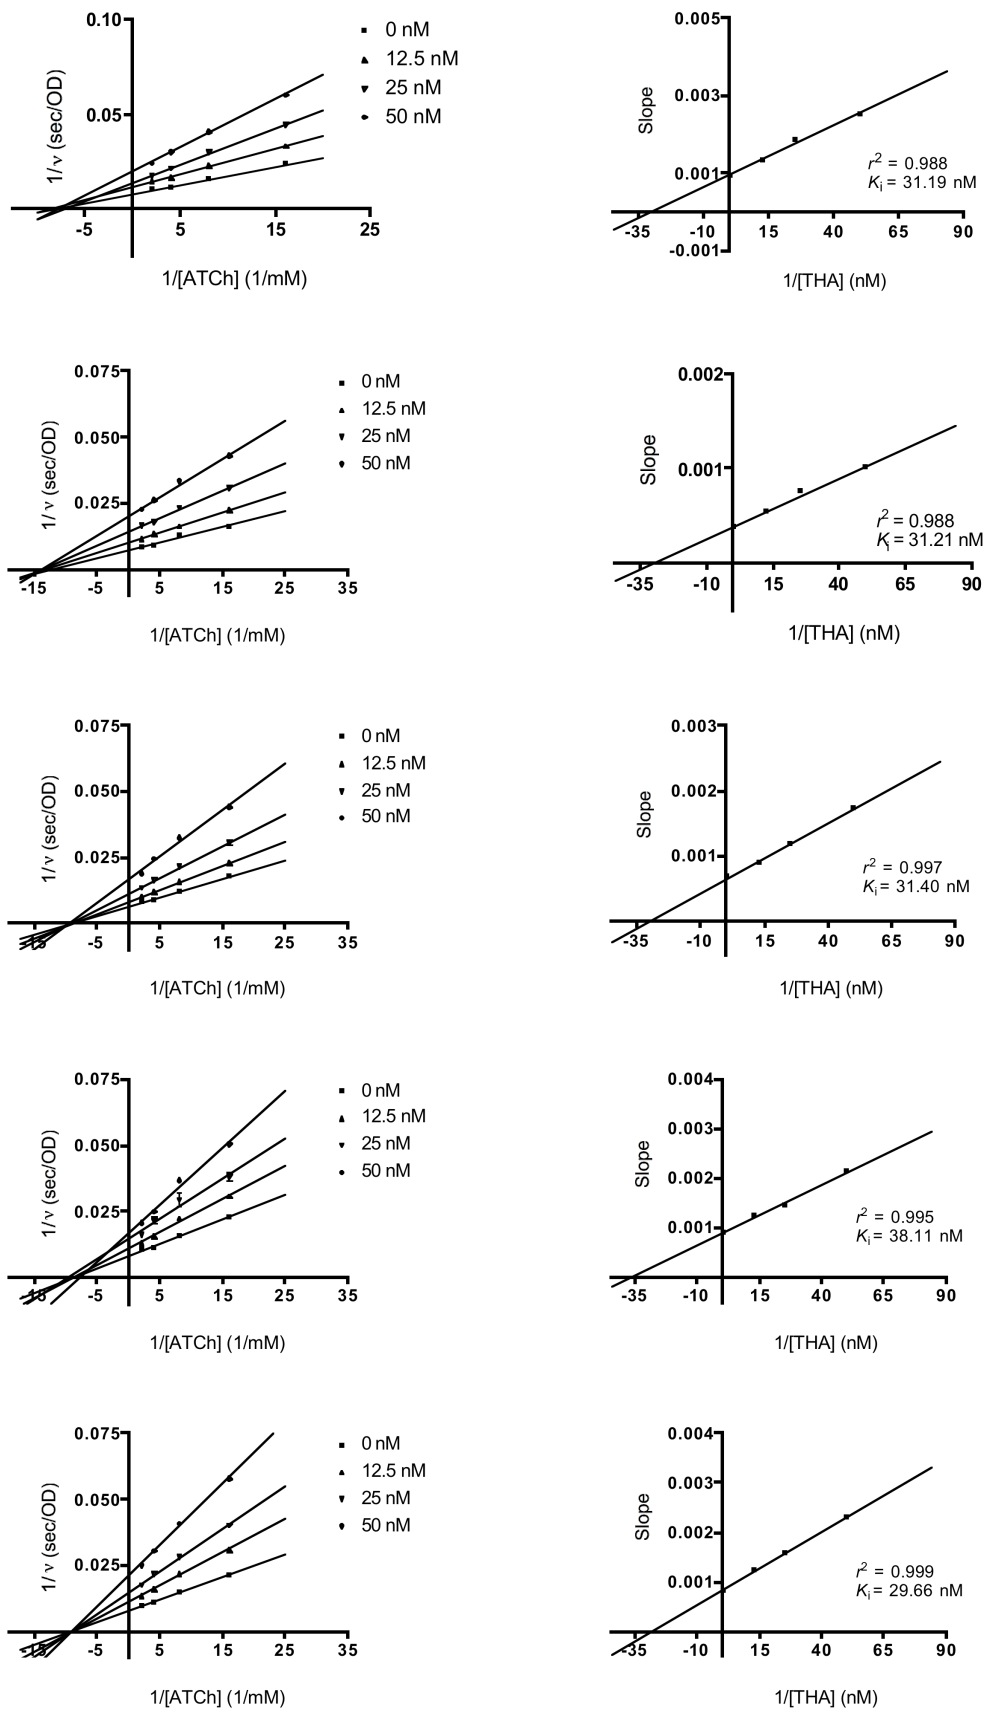 0.10
0.05
1/ν (sec/OD)
-5
5
15
25
1/[ATCh] (1/mM)
0 nM
12.5 nM
25 nM
50 nM
0.005
0.003
0.001
-0.001
Slope
-35
-10
15
40
65
90
1/[THA] (nM)
r² = 0.988
Ki = 31.19 nM
0.075
0.050
0.025
1/ν (sec/OD)
-15
-5
5
15
25
35
1/[ATCh] (1/mM)
0 nM
12.5 nM
25 nM
50 nM
0.002
0.001
Slope
-35
-10
15
40
65
90
1/[THA] (nM)
r² = 0.988
Ki = 31.21 nM
0.075
0.050
0.025
1/ν (sec/OD)
-15
-5
5
15
25
35
1/[ATCh] (1/mM)
0 nM
12.5 nM
25 nM
50 nM
0.003
0.002
0.001
Slope
-35
-10
15
40
65
90
1/[THA] (nM)
r² = 0.997
Ki = 31.40 nM
0.075
0.050
0.025
1/ν (sec/OD)
-15
-5
5
15
25
35
1/[ATCh] (1/mM)
0 nM
12.5 nM
25 nM
50 nM
0.004
0.003
0.002
0.001
Slope
-35
-10
15
40
65
90
1/[THA] (nM)
r² = 0.995
Ki = 38.11 nM
0.075
0.050
0.025
1/ν (sec/OD)
-15
-5
5
15
25
35
1/[ATCh] (1/mM)
0 nM
12.5 nM
25 nM
50 nM
0.004
0.003
0.002
0.001
Slope
-35
-10
15
40
65
90
1/[THA] (nM)
r² = 0.999
Ki = 29.66 nM